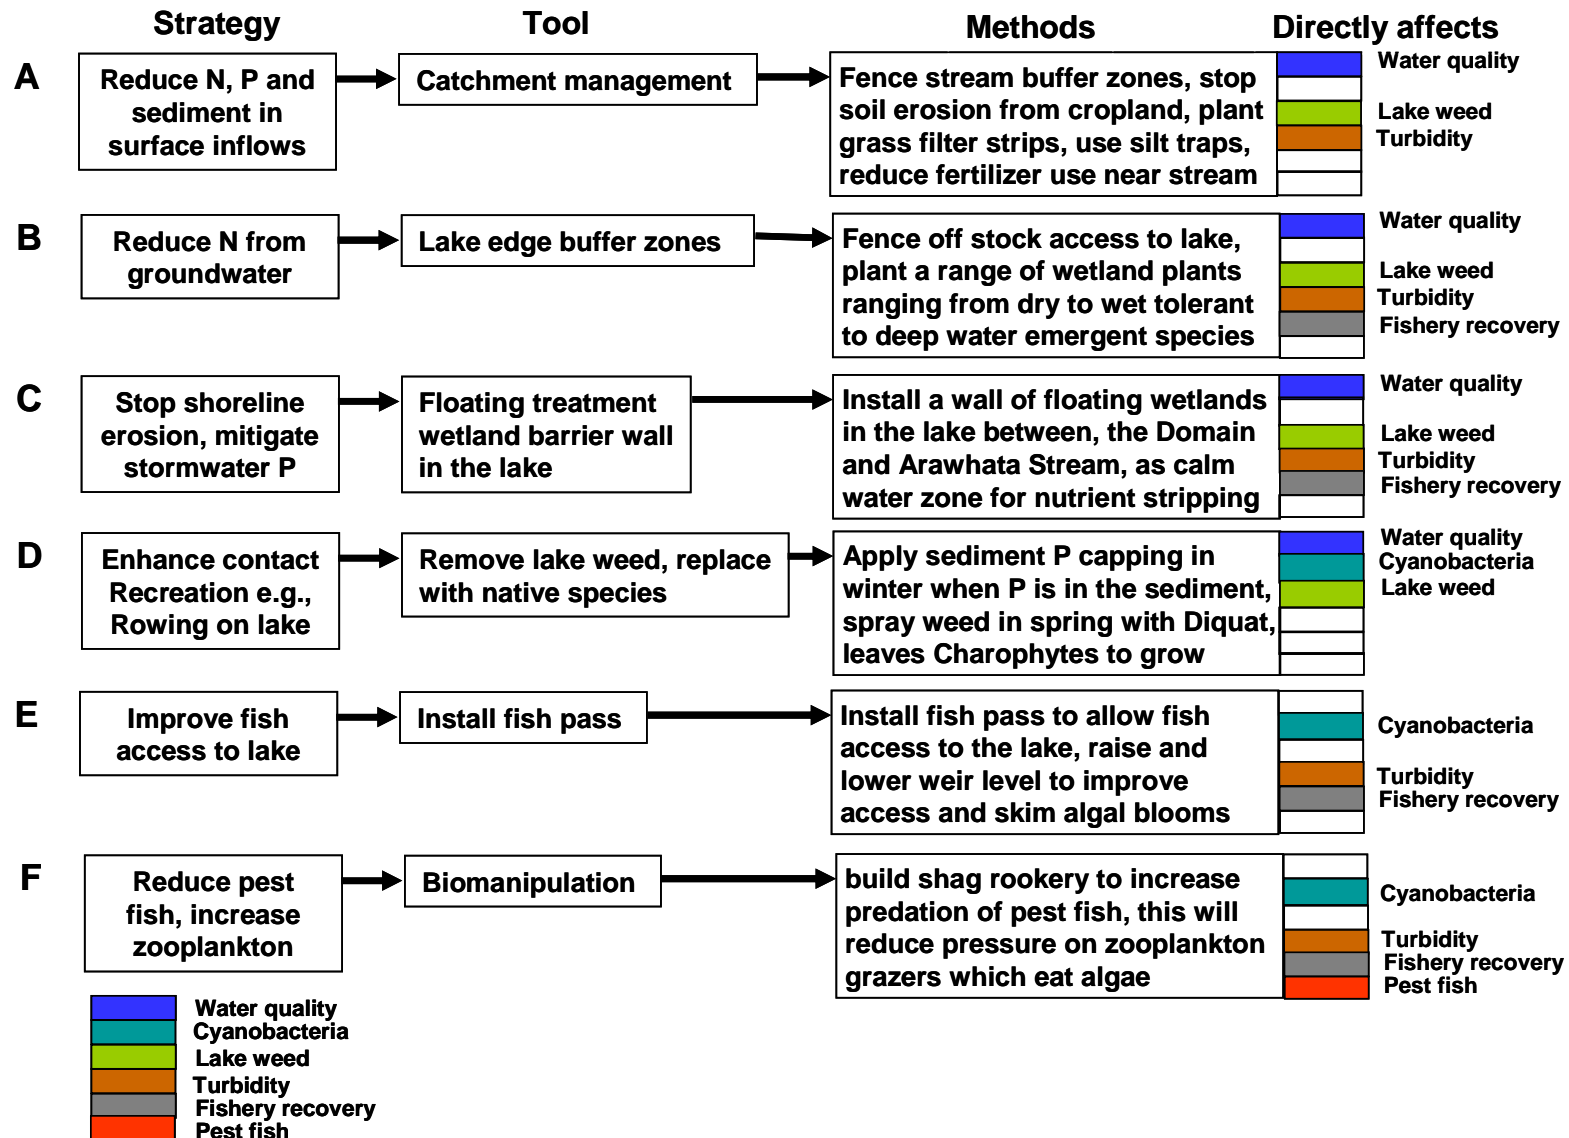 Strategy
Tool
Methods
Directly affects
A
Reduce N, P and
sediment in
surface inflows
Catchment management
Fence stream buffer zones, stop
soil erosion from cropland, plant
grass filter strips, use silt traps,
reduce fertilizer use near stream
Water quality
Lake weed
Turbidity
B
Reduce N from
groundwater
Lake edge buffer zones
Fence off stock access to lake,
plant a range of wetland plants
ranging from dry to wet tolerant
to deep water emergent species
Water quality
Lake weed
Turbidity
Fishery recovery
C
Stop shoreline
erosion, mitigate
stormwater P
Floating treatment
wetland barrier wall
in the lake
Install a wall of floating wetlands
in the lake between, the Domain
and Arawhata Stream, as calm
water zone for nutrient stripping
Water quality
Lake weed
Turbidity
Fishery recovery
D
Enhance contact
Recreation e.g.,
Rowing on lake
Remove lake weed, replace
with native species
Apply sediment P capping in
winter when P is in the sediment,
spray weed in spring with Diquat,
leaves Charophytes to grow
Water quality
Cyanobacteria
Lake weed
E
Improve fish
access to lake
Install fish pass
Install fish pass to allow fish
access to the lake, raise and
lower weir level to improve
access and skim algal blooms
Cyanobacteria
Turbidity
Fishery recovery
F
Reduce pest
fish, increase
zooplankton
Biomanipulation
build shag rookery to increase
predation of pest fish, this will
reduce pressure on zooplankton
grazers which eat algae
Cyanobacteria
Turbidity
Fishery recovery
Pest fish
Water quality
Cyanobacteria
Lake weed
Turbidity
Fishery recovery
Pest fish